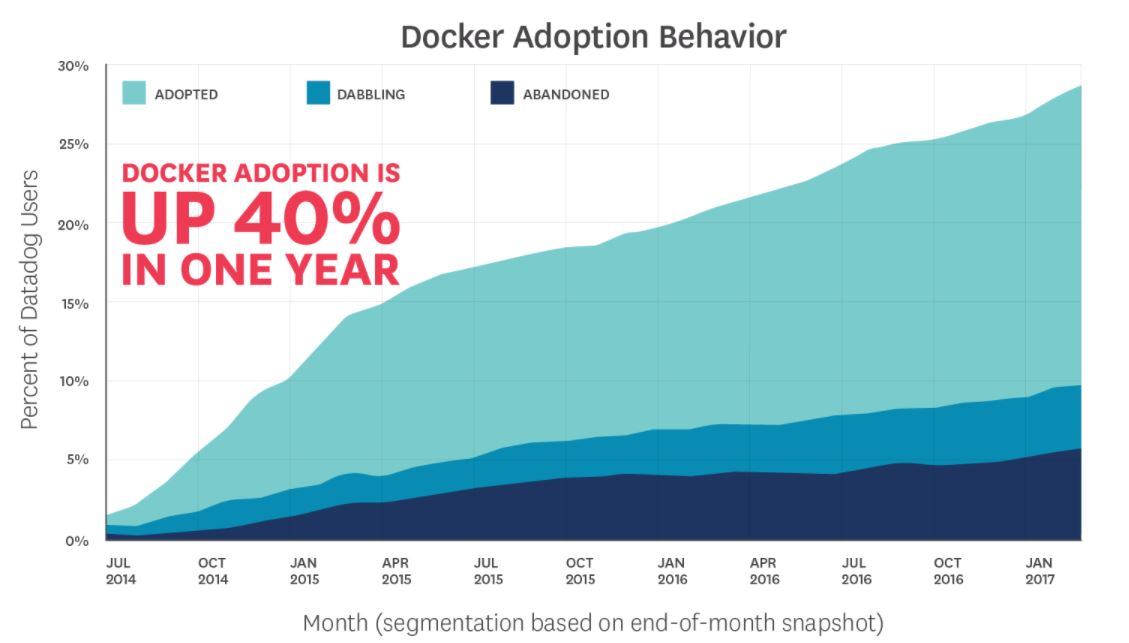 Docker Adoption Behavior
30%
ADOPTED
DABBLING
ABANDONED
25%
DOCKER ADOPTION IS
UP 40%
IN ONE YEAR
20%
15%
10%
5%
0%
Percent of Datadog Users
JUL
2014
OCT
2014
JAN
2015
APR
2015
JUL
2015
OCT
2015
JAN
2016
APR
2016
JUL
2016
OCT
2016
JAN
2017
Month (segmentation based on end-of-month snapshot)